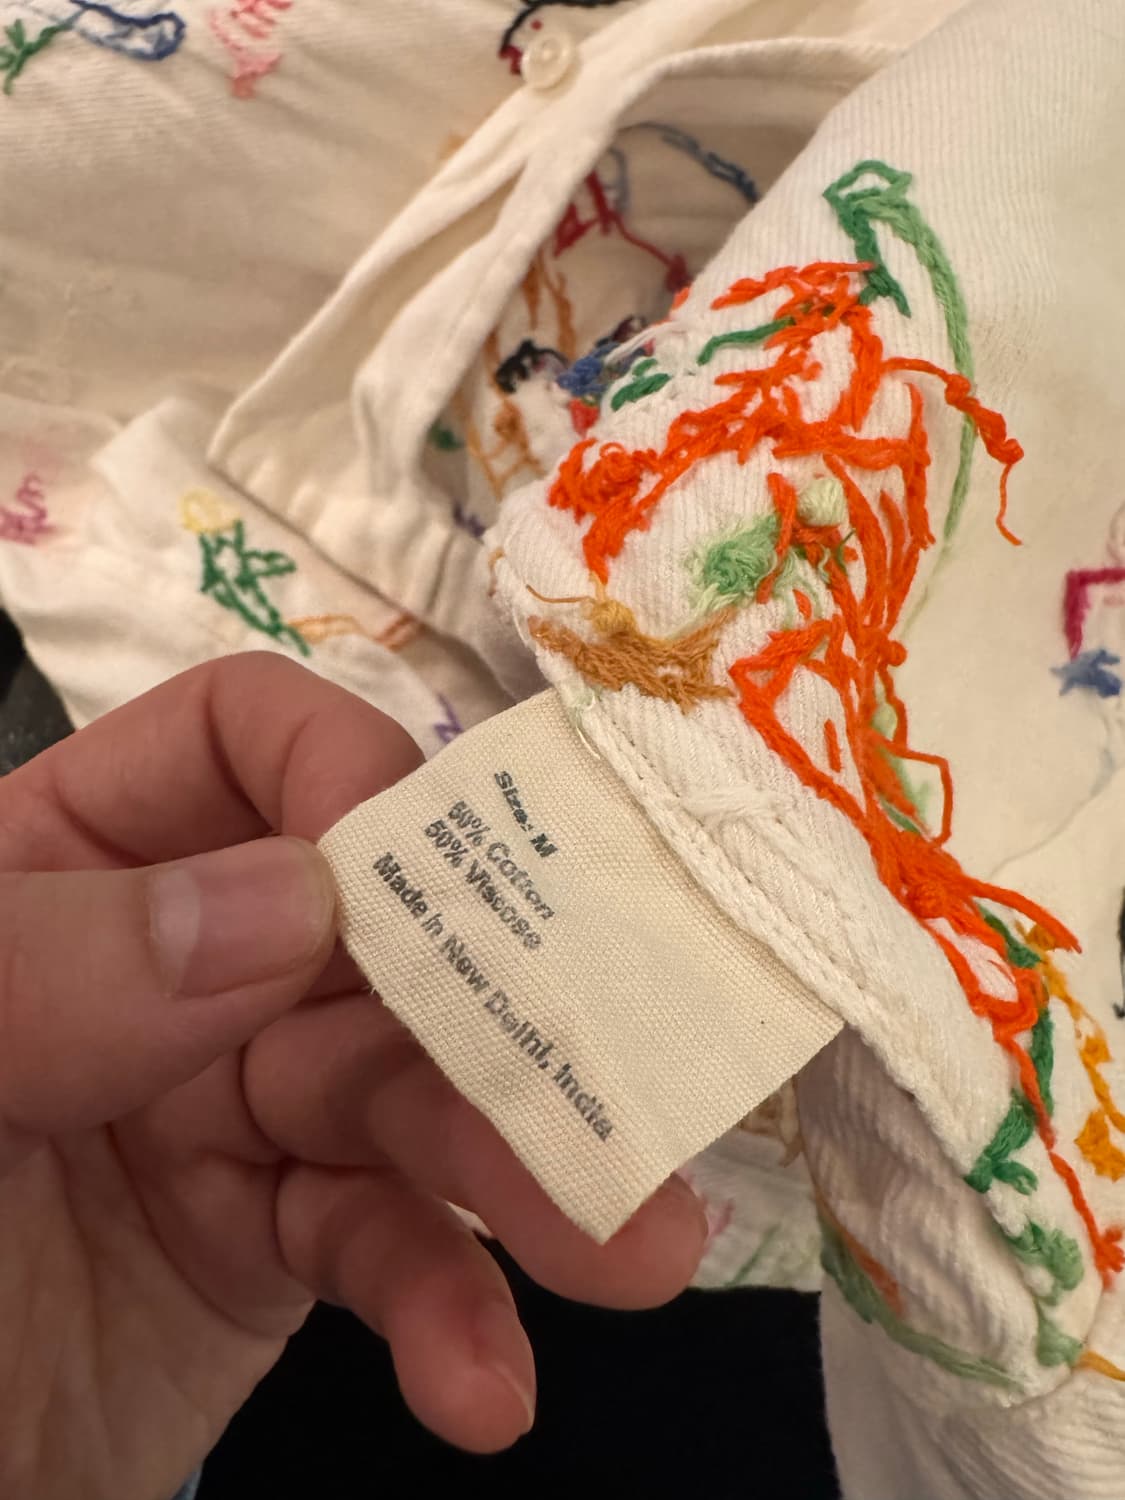 Size: M
50% Cotton
50% Viscose
Made in New Delhi, India